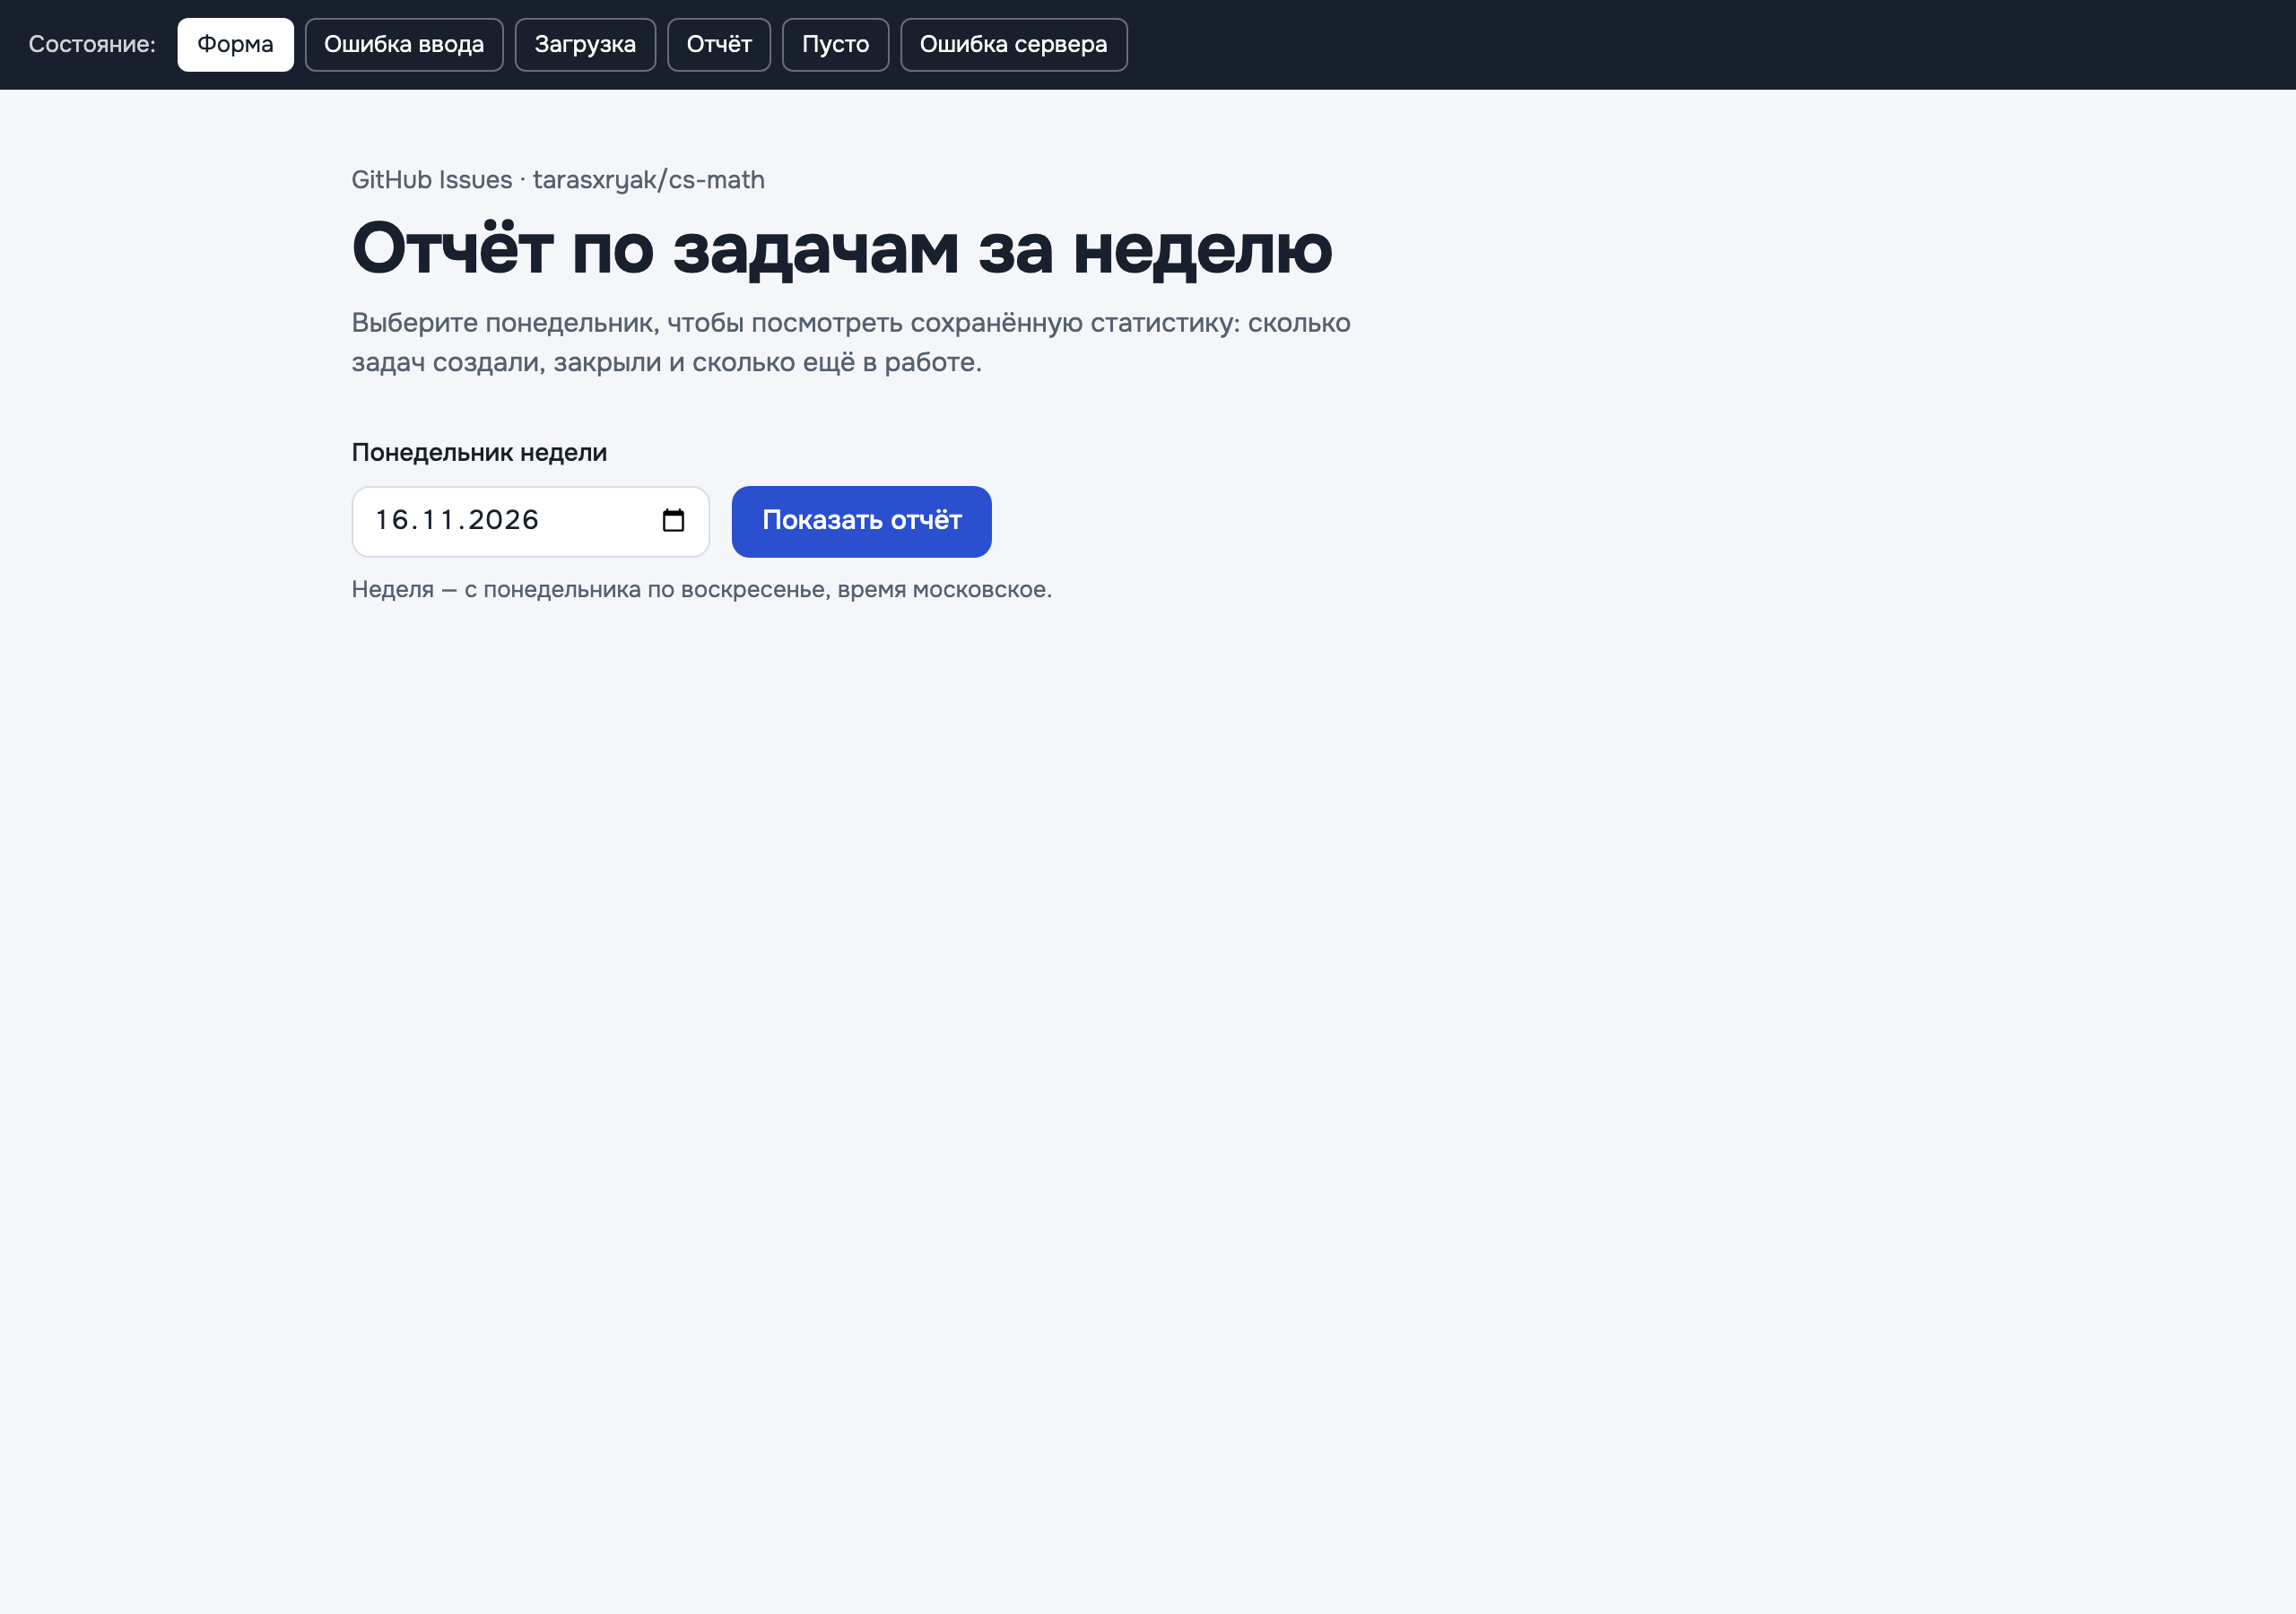 Состояние: Форма Ошибка ввода Загрузка Отчёт Пусто Ошибка сервера
GitHub Issues · tarasxryak/cs-math
Отчёт по задачам за неделю
Выберите понедельник, чтобы посмотреть сохранённую статистику: сколько
задач создали, закрыли и сколько ещё в работе.
Понедельник недели
16.11.2026 Показать отчёт
Неделя — с понедельника по воскресенье, время московское.